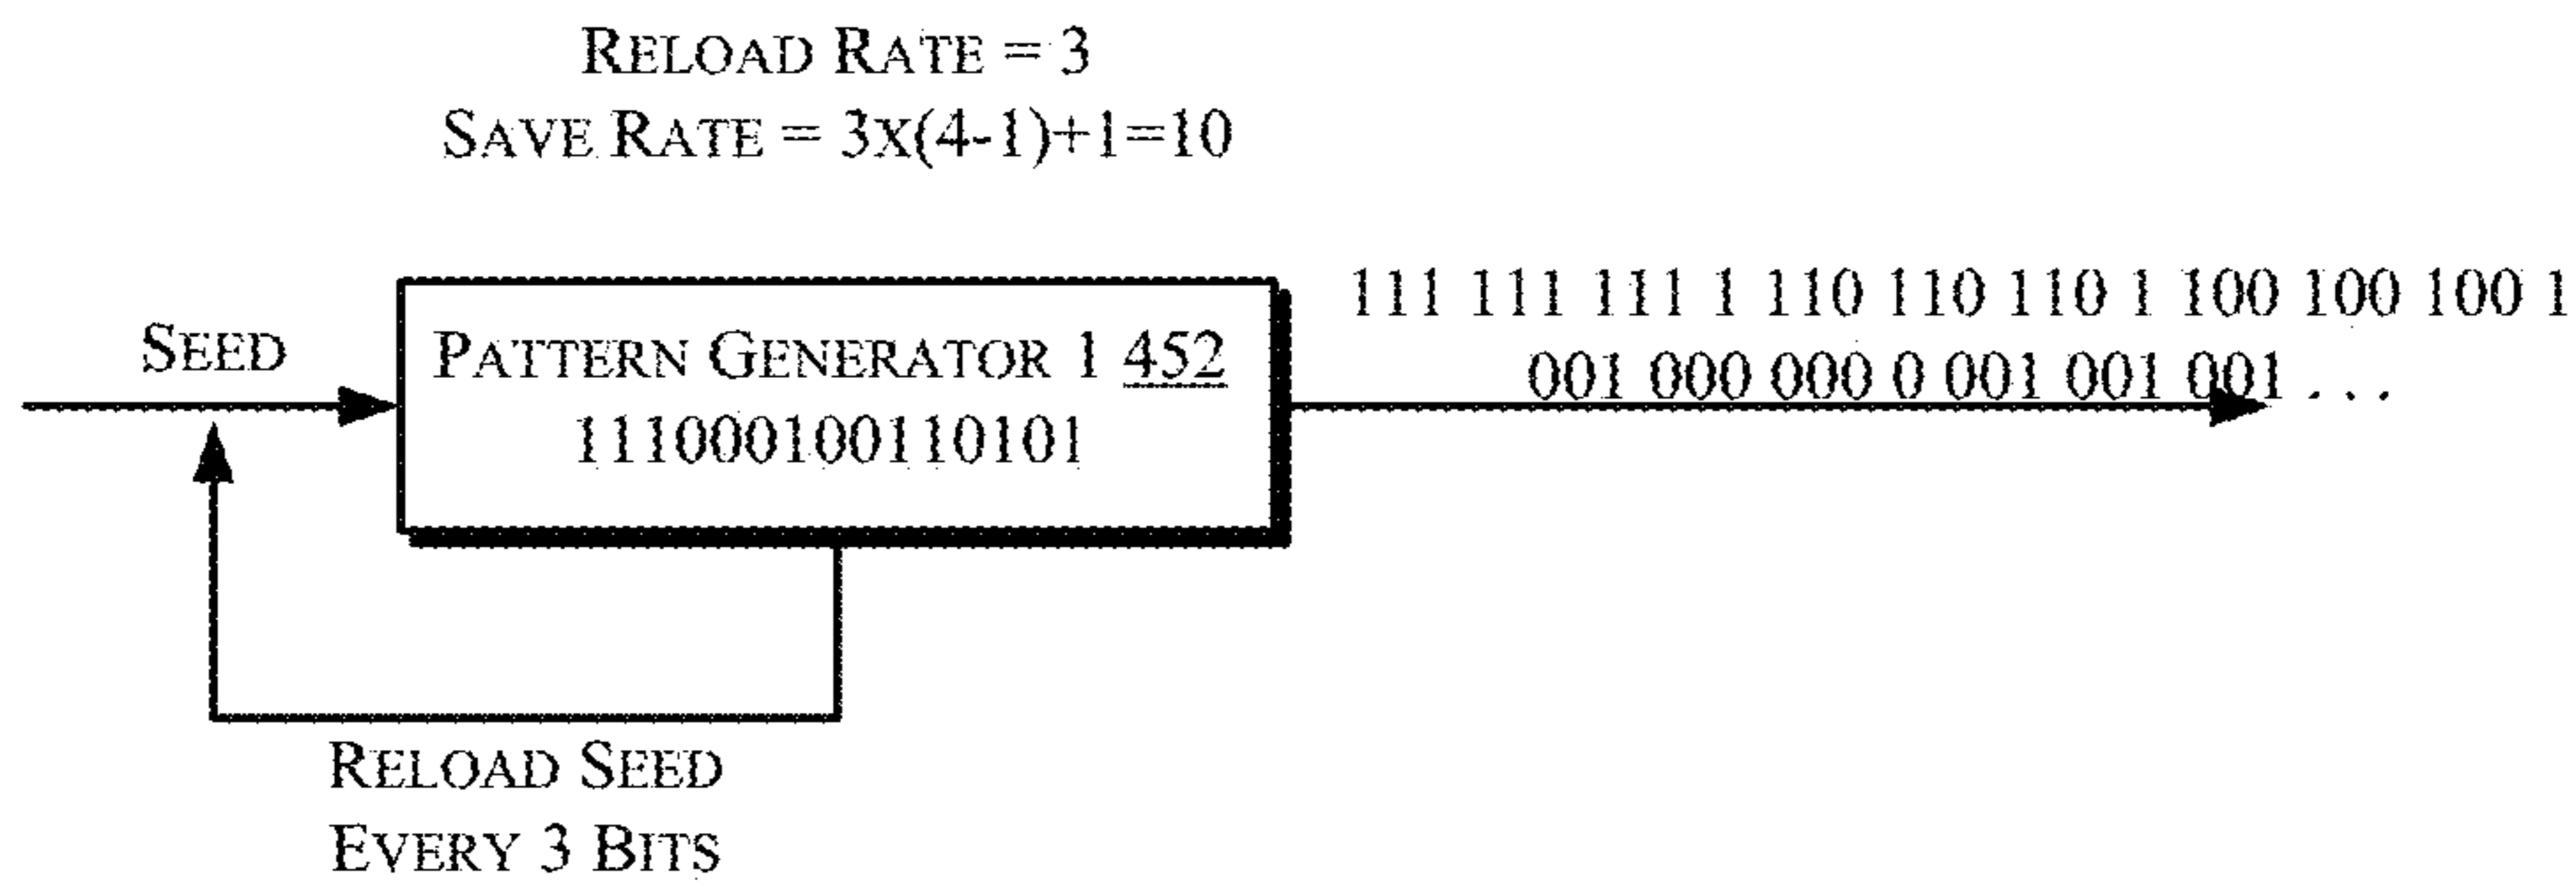 RELOAD RATE = 3
SAVE RATE = 3X(4-1)+1=10
111 111 111 1 110 110 110 1 100 100 100 1
001 000 000 0 001 001 001 . . .
SEED
PATTERN GENERATOR 1 452
111000100110101
RELOAD SEED
EVERY 3 BITS